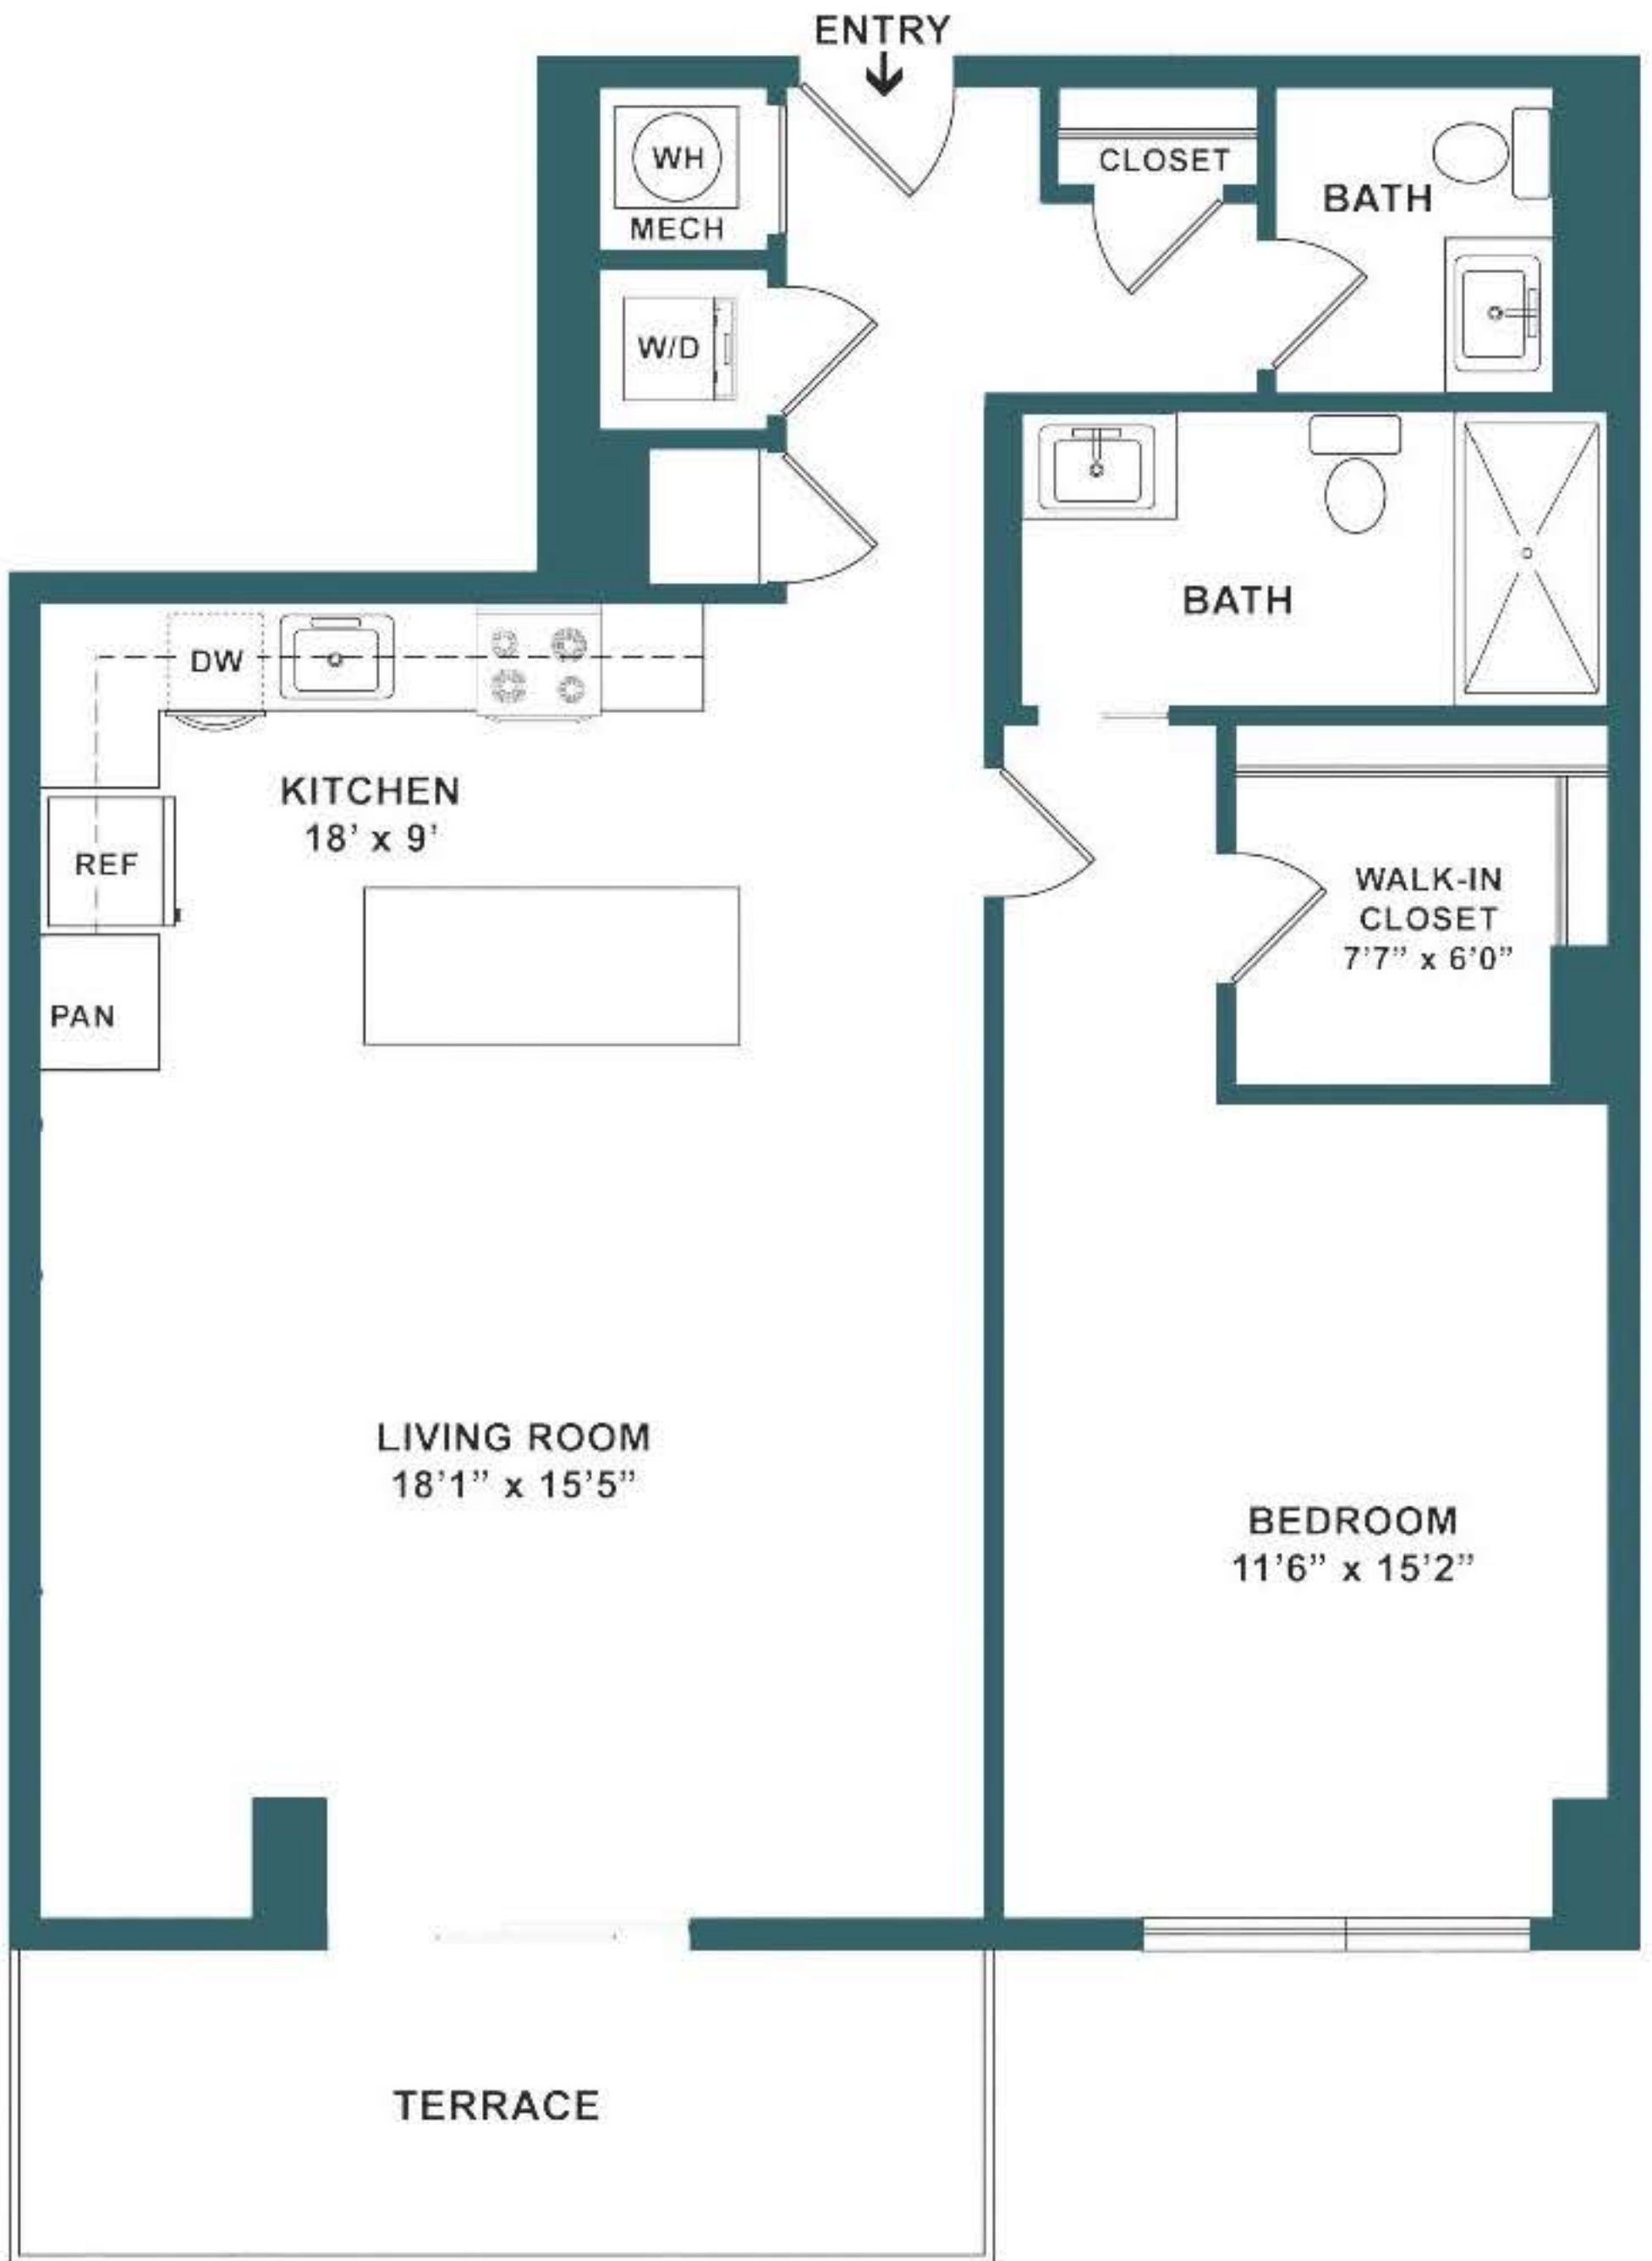 ENTRY
WH
MECH
CLOSET
BATH
W/D
BATH
DW
KITCHEN
18’ x 9’
REF
PAN
WALK-IN
CLOSET
7’7” x 6’0”
LIVING ROOM
18’1” x 15’5”
BEDROOM
11’6” x 15’2”
TERRACE